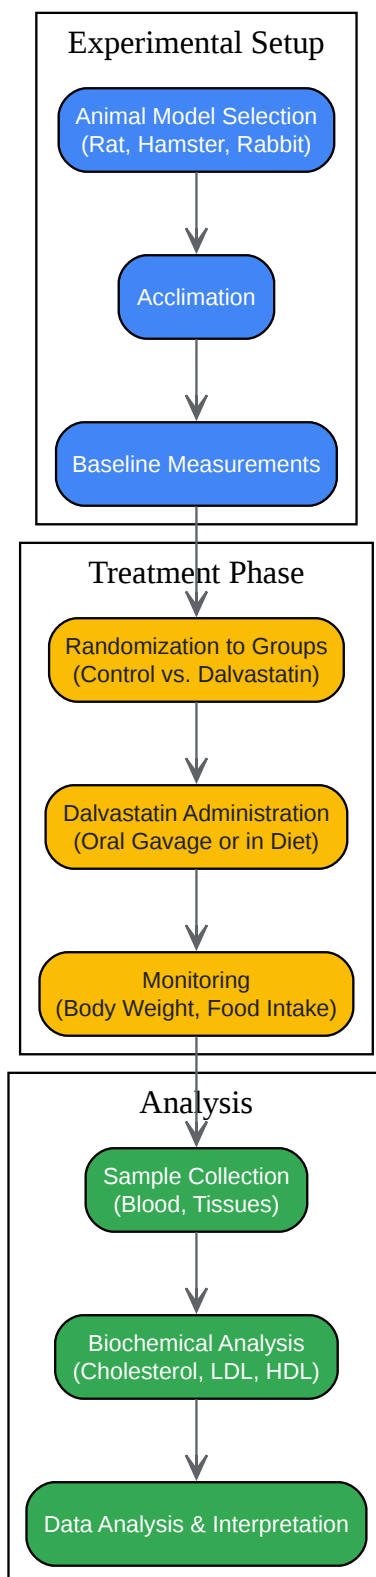 Experimental Setup
Animal Model Selection
(Rat, Hamster, Rabbit)
Acclimation
Baseline Measurements
Treatment Phase
Randomization to Groups
(Control vs. Dalvastatin)
Dalvastatin Administration
(Oral Gavage or in Diet)
Monitoring
(Body Weight, Food Intake)
Analysis
Sample Collection
(Blood, Tissues)
Biochemical Analysis
(Cholesterol, LDL, HDL)
Data Analysis & Interpretation